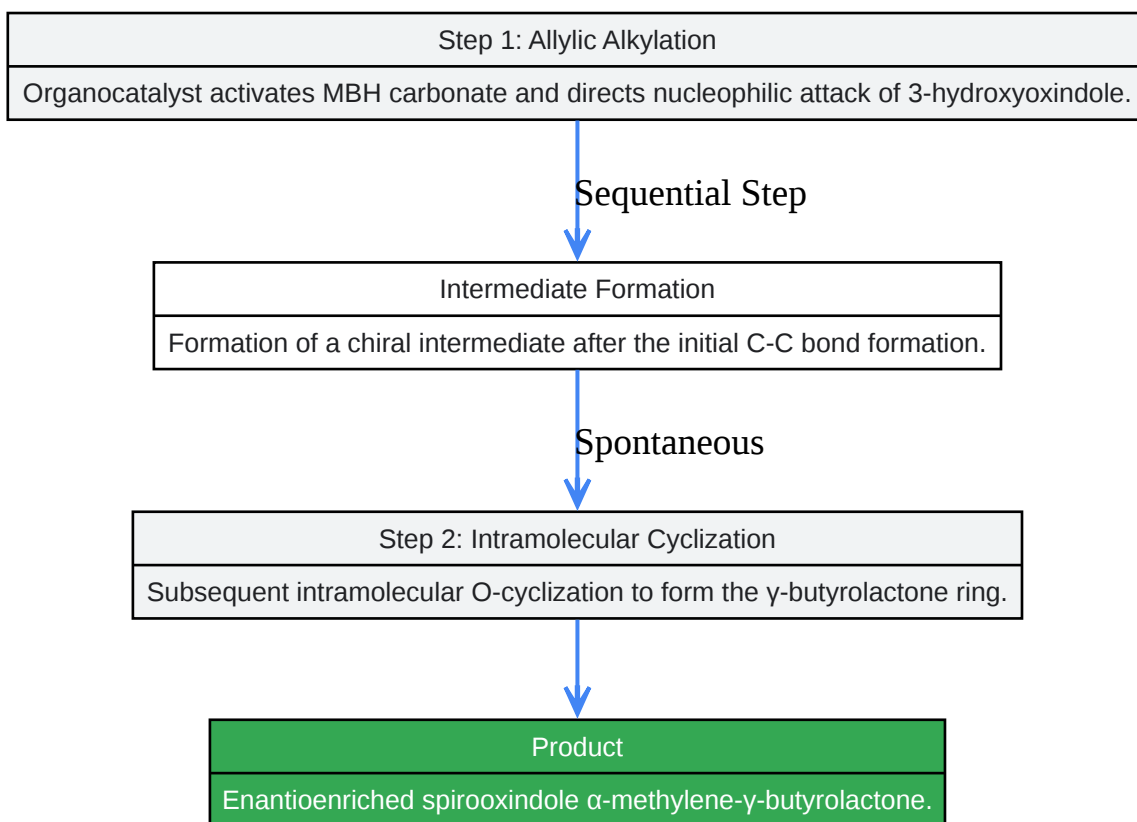 Step 1: Allylic Alkylation
Organocatalyst activates MBH carbonate and directs nucleophilic attack of 3-hydroxyoxindole.
Sequential Step
Intermediate Formation
Formation of a chiral intermediate after the initial C-C bond formation.
Spontaneous
Step 2: Intramolecular Cyclization
Subsequent intramolecular O-cyclization to form the γ-butyrolactone ring.
Product
Enantioenriched spirooxindole α-methylene-γ-butyrolactone.